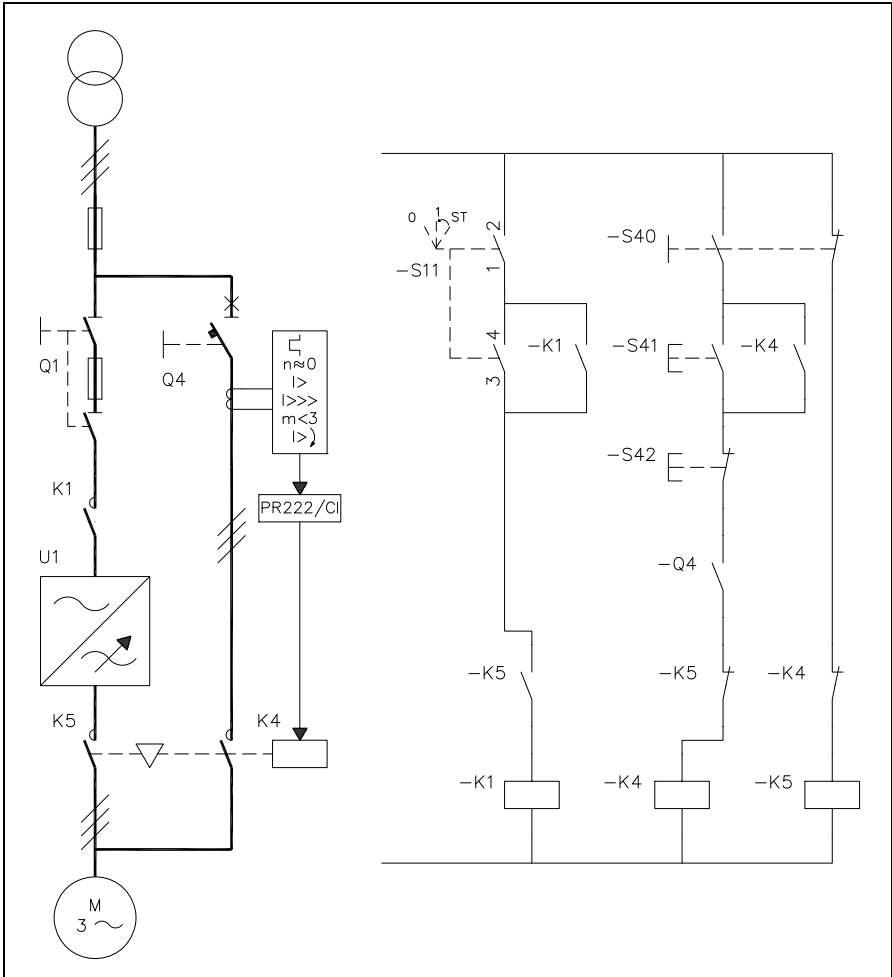 0 1 ST
-S11
2
1
4
3
-K1
-S40
-S41
-K4
-S42
-Q4
-K5
-K5
-K4
-K1
-K4
-K5
Q1
Q4
n≈0
I>
I>>>
m<3
I>
PR222/CI
K1
U1
K5
K4
M
3 ~